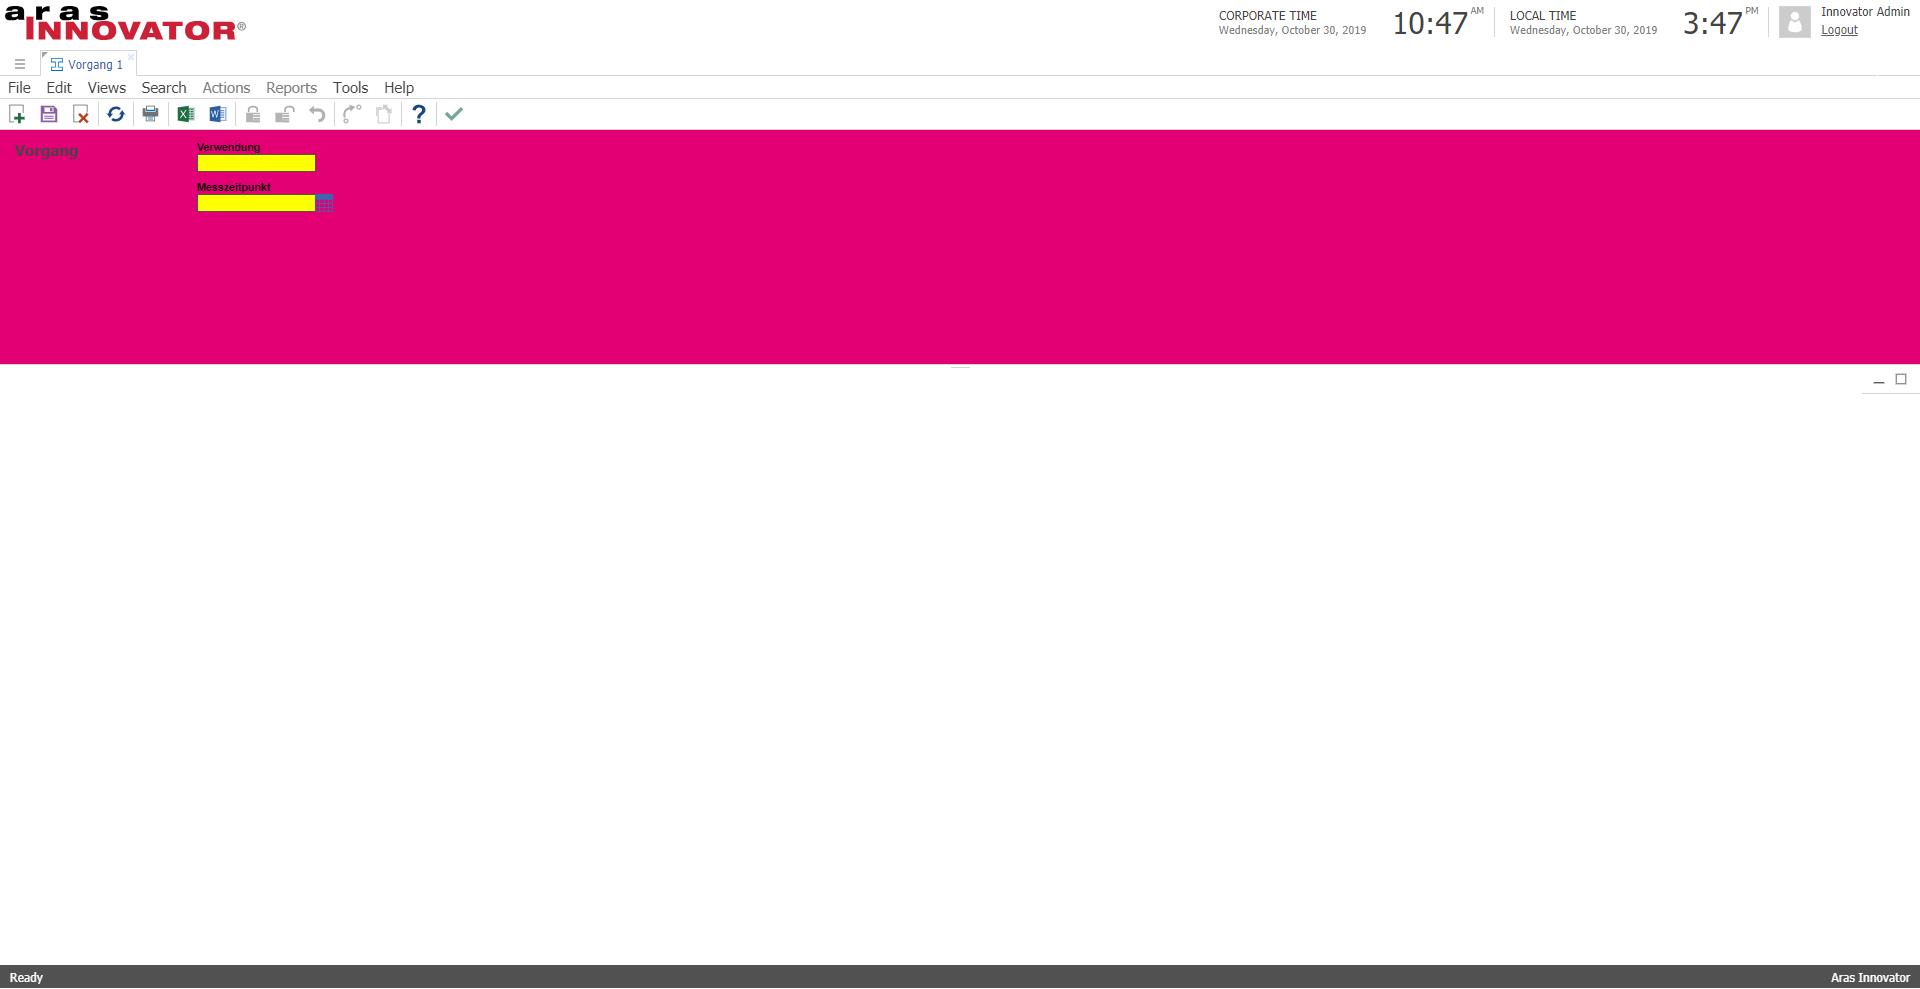 aras
INNOVATOR®
CORPORATE TIME
Wednesday, October 30, 2019
10:47 AM
LOCAL TIME
Wednesday, October 30, 2019
3:47 PM
Innovator Admin
Logout
Vorgang 1
File Edit Views Search Actions Reports Tools Help
Vorgang
Verwendung
Messzeitpunkt
Ready
Aras Innovator